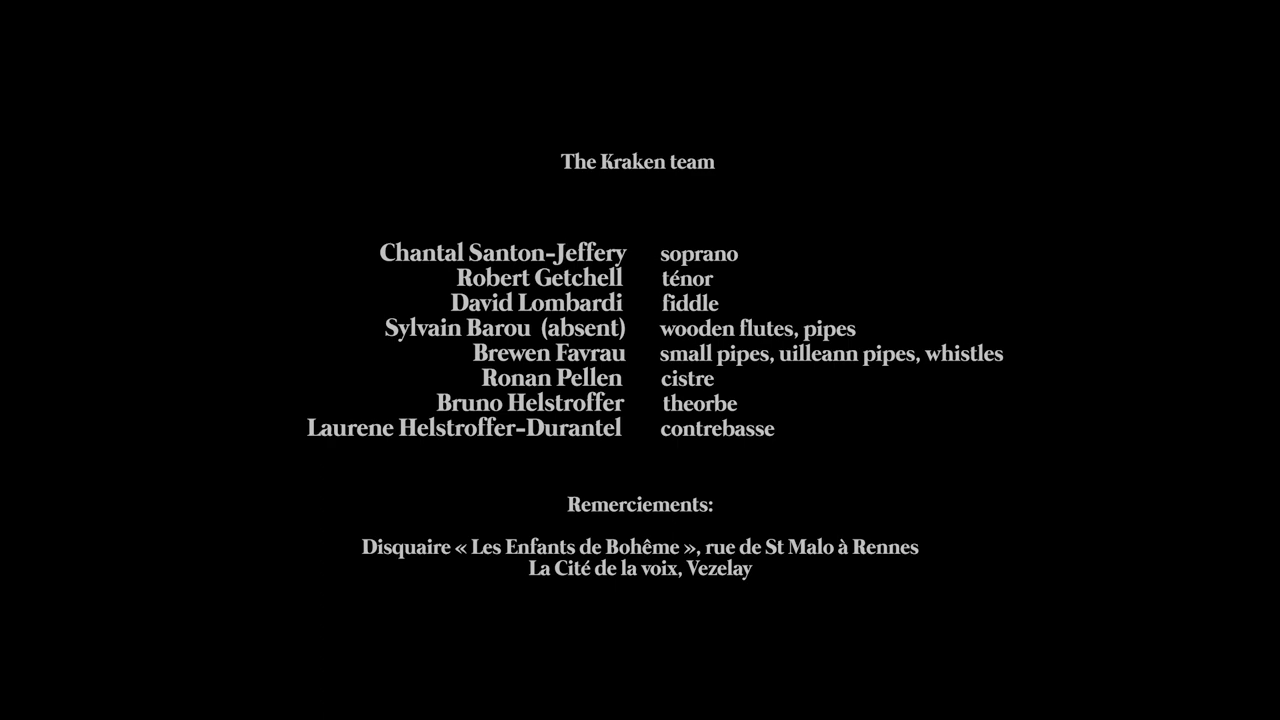 The Kraken team
Chantal Santon-Jeffery soprano
Robert Getchell ténor
David Lombardi fiddle
Sylvain Barou (absent) wooden flutes, pipes
Brewen Favrau small pipes, uilleann pipes, whistles
Ronan Pellen cistre
Bruno Helstroffer theorbe
Laurene Helstroffer-Durantel contrebasse
Remerciements:
Disquaire « Les Enfants de Bohême », rue de St Malo à Rennes
La Cité de la voix, Vezelay